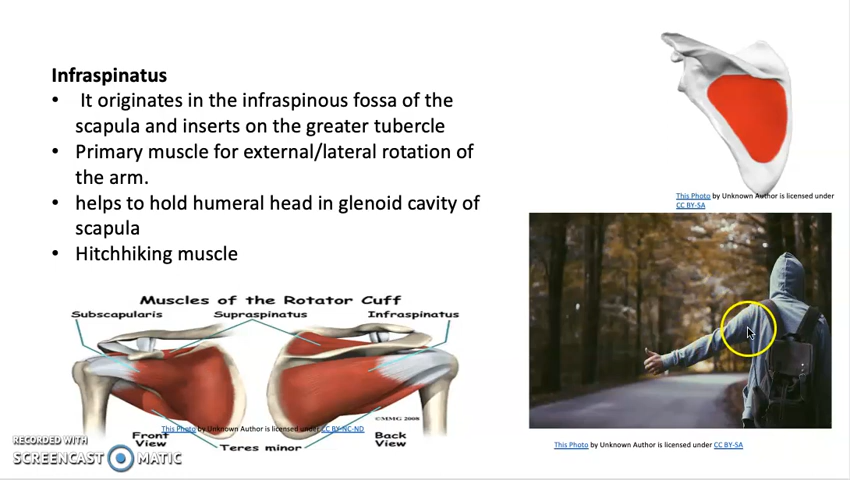 Infraspinatus
• It originates in the infraspinous fossa of the
scapula and inserts on the greater tubercle
• Primary muscle for external/lateral rotation of
the arm.
• helps to hold humeral head in glenoid cavity of
scapula
• Hitchhiking muscle
This Photo by Unknown Author is licensed under
CC BY-SA
Muscles of the Rotator Cuff
Subscapularis Supraspinatus Infraspinatus
©MMG 2008
This Photo by Unknown Author is licensed under CC BY-NC-ND
Front
View
Teres minor
Back
View
This Photo by Unknown Author is licensed under CC BY-SA
RECORDED WITH
SCREENCAST MATIC